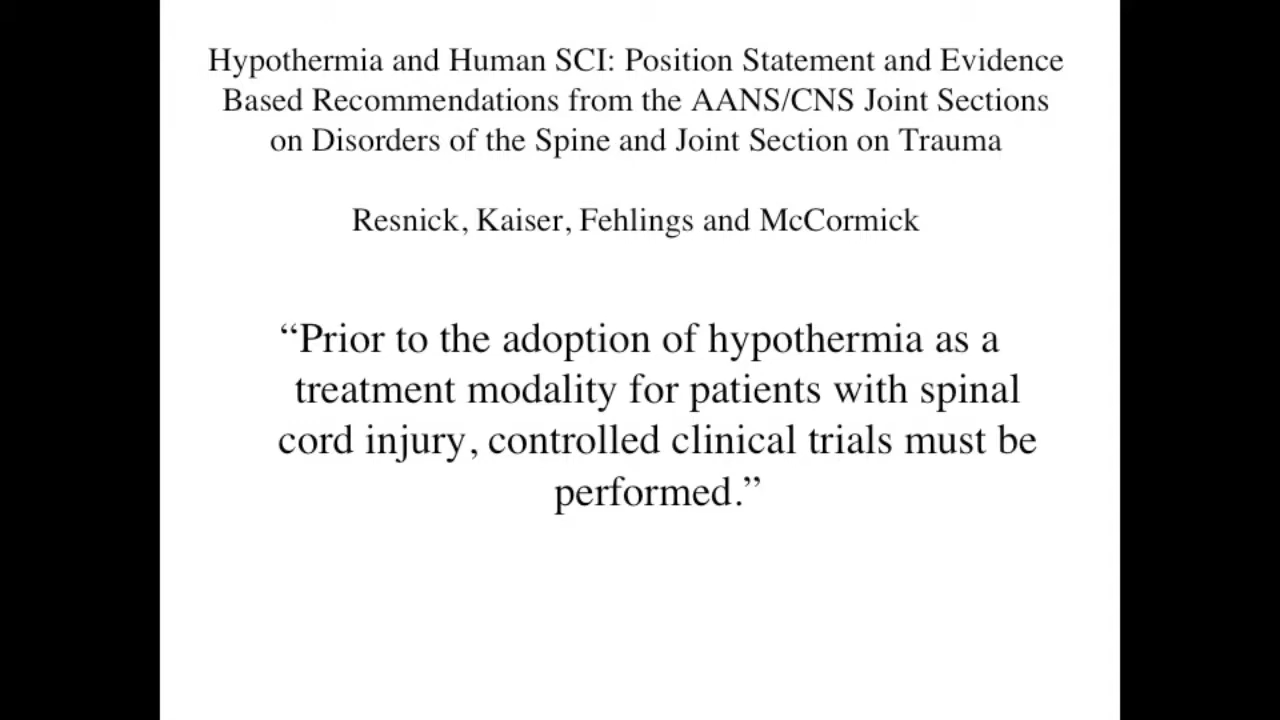 Hypothermia and Human SCI: Position Statement and Evidence
Based Recommendations from the AANS/CNS Joint Sections
on Disorders of the Spine and Joint Section on Trauma
Resnick, Kaiser, Fehlings and McCormick
“Prior to the adoption of hypothermia as a
treatment modality for patients with spinal
cord injury, controlled clinical trials must be
performed.”